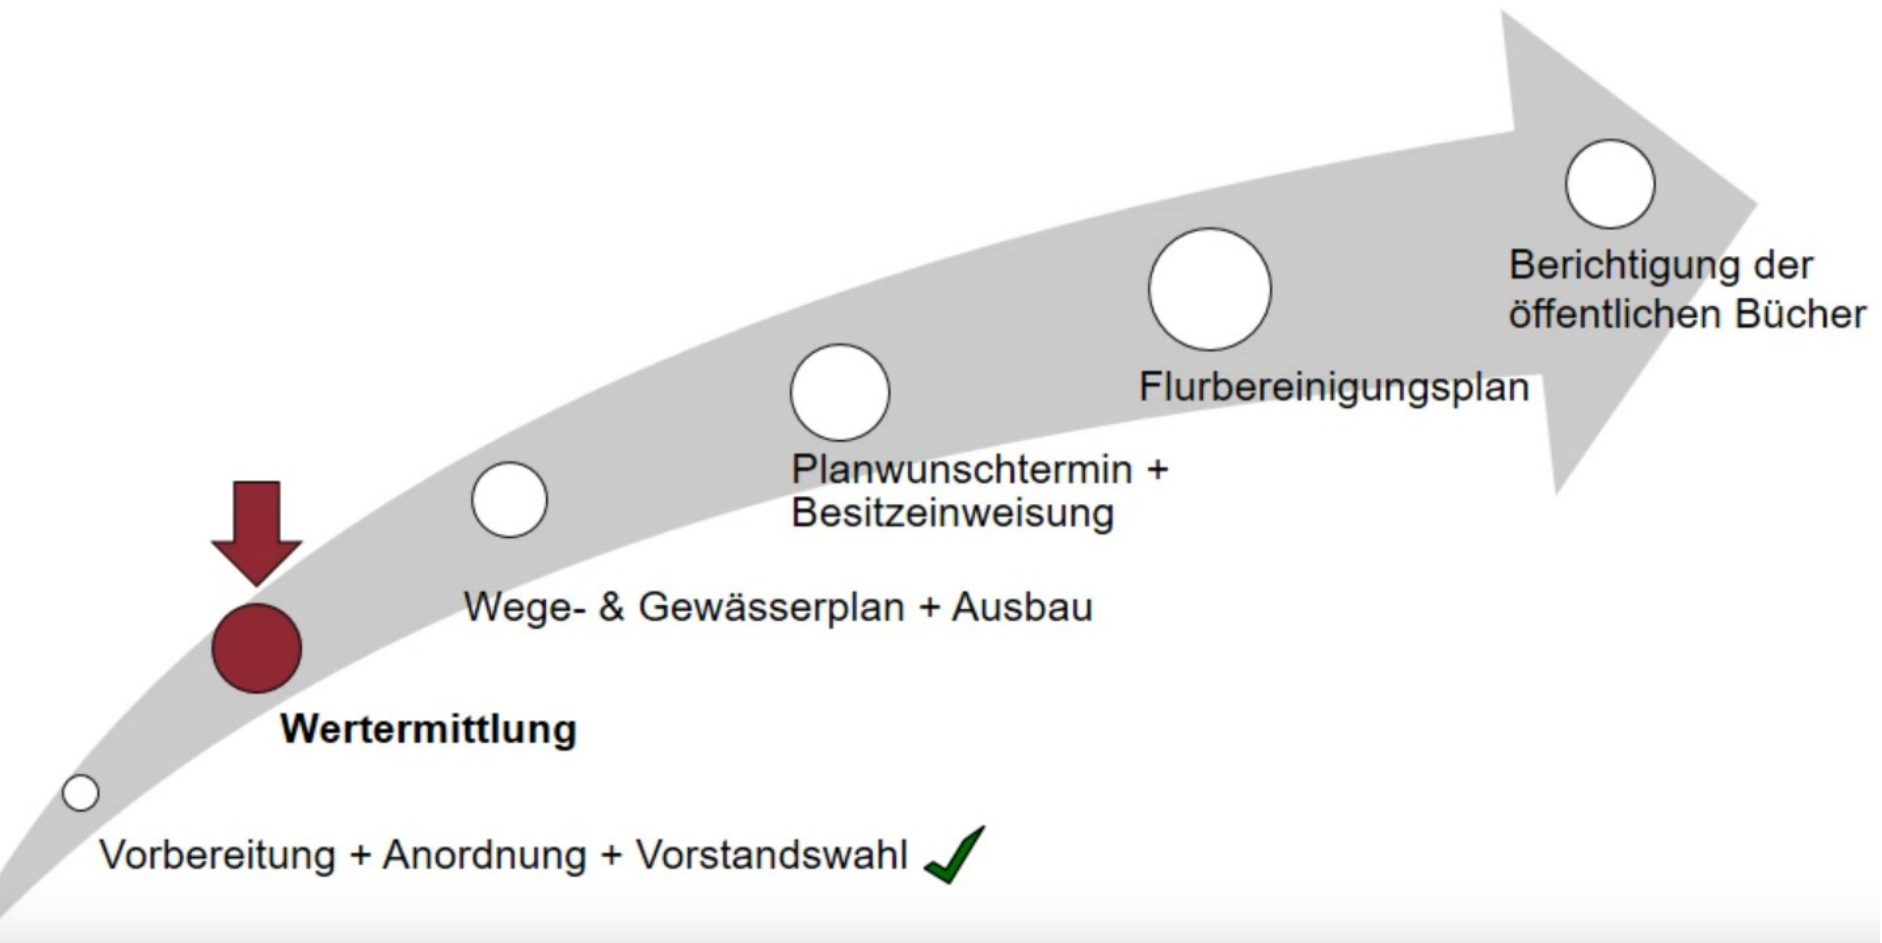 Berichtigung der
öffentlichen Bücher
Flurbereinigungsplan
Planwunschtermin +
Besitzeinweisung
Wege- & Gewässerplan + Ausbau
Wertermittlung
Vorbereitung + Anordnung + Vorstandswahl